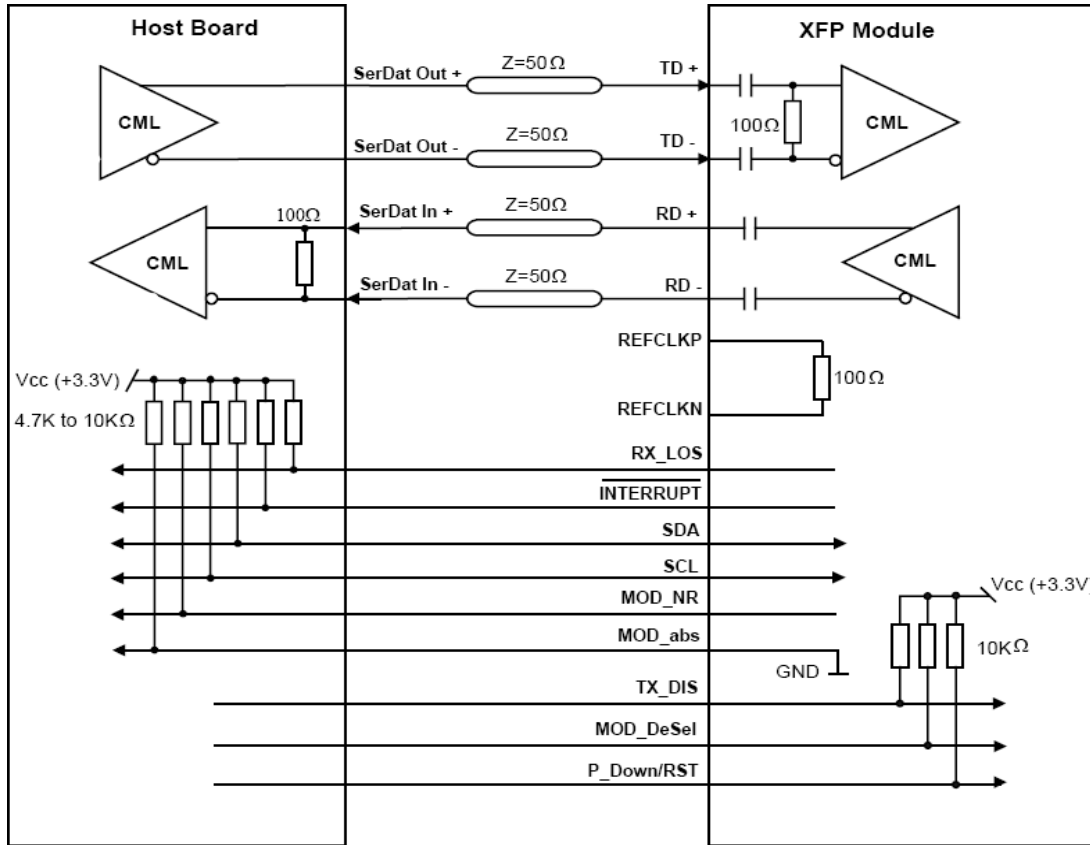 Host Board
XFP Module
SerDat Out +
Z=50Ω
TD +
CML
100Ω
CML
SerDat Out -
Z=50Ω
TD -
100Ω
SerDat In +
Z=50Ω
RD +
CML
CML
SerDat In -
Z=50Ω
RD -
REFCLKP
100Ω
REFCLKN
Vcc (+3.3V)
4.7K to 10KΩ
RX_LOS
INTERRUPT
SDA
SCL
Vcc (+3.3V)
MOD_NR
MOD_abs
10KΩ
GND
TX_DIS
MOD_DeSel
P_Down/RST